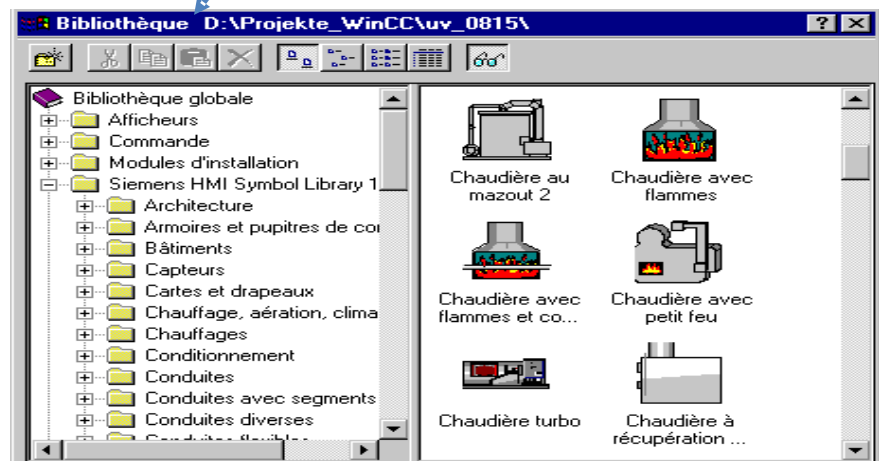 Bibliothèque D:\Projekte_WinCC\uv_0815\
Bibliothèque globale
Afficheurs
Commande
Modules d'installation
Siemens HMI Symbol Library 1
Architecture
Armoires et pupitres de co
Bâtiments
Capteurs
Cartes et drapeaux
Chauffage, aération, clima
Chauffages
Conditionnement
Conduites
Conduites avec segments
Conduites diverses
Chaudière au
mazout 2
Chaudière avec
flammes
Chaudière avec
flammes et co...
Chaudière avec
petit feu
Chaudière turbo
Chaudière à
récupération ...